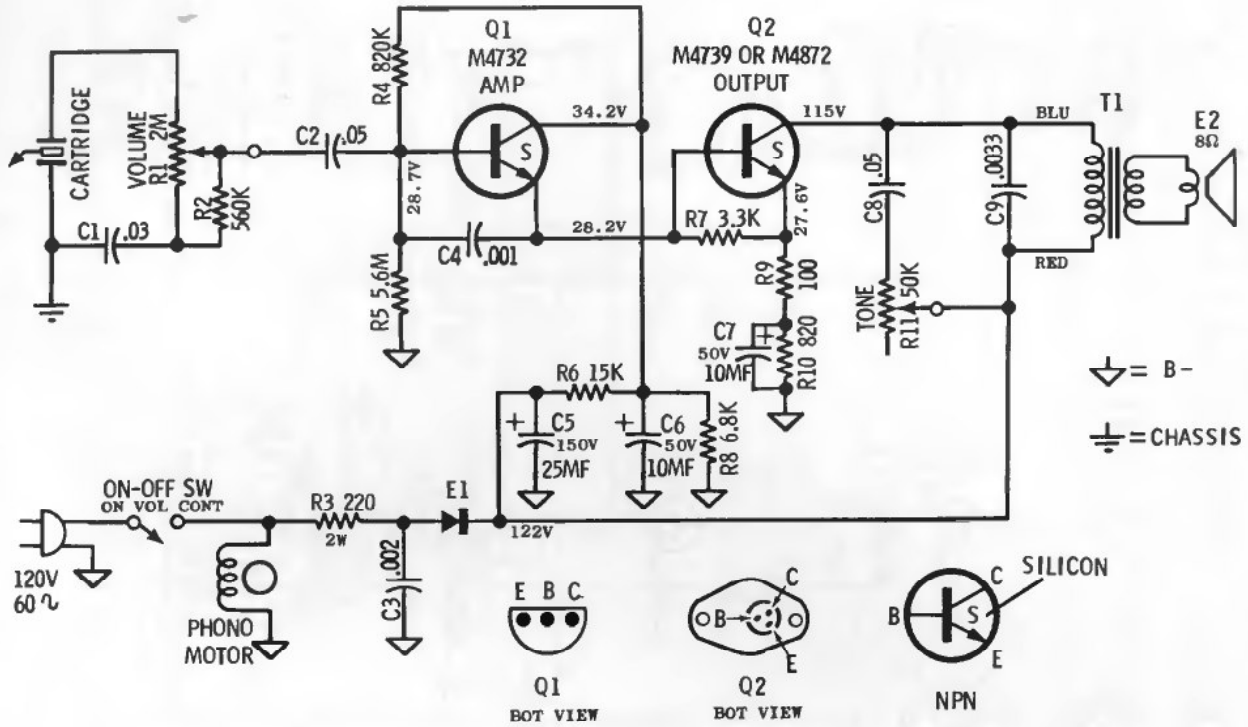 Q1
M4732
AMP
Q2
M4739 OR M4872
OUTPUT
R4 820K
34.2V
115V
BLU
T1
E2
8Ω
CARTRIDGE
VOLUME
R1 2M
C2 .05
S
S
C8 .05
C9 .0033
R2
560K
28.7V
27.6V
C1 .03
C4 .001
28.2V
R7 3.3K
RED
R5 5.6M
R9
100
TONE
R11 50K
C7
50V
10MF
R10 820
R6 15K
= B-
C5
150V
25MF
C6
50V
10MF
R8 6.8K
= CHASSIS
ON-OFF SW
ON VOL CONT
R3 220
2W
E1
122V
120V
60 ∿
C3 .002
PHONO
MOTOR
E B C
Q1
BOT VIEW
C
B
E
Q2
BOT VIEW
SILICON
C
B
S
E
NPN
+
+
+